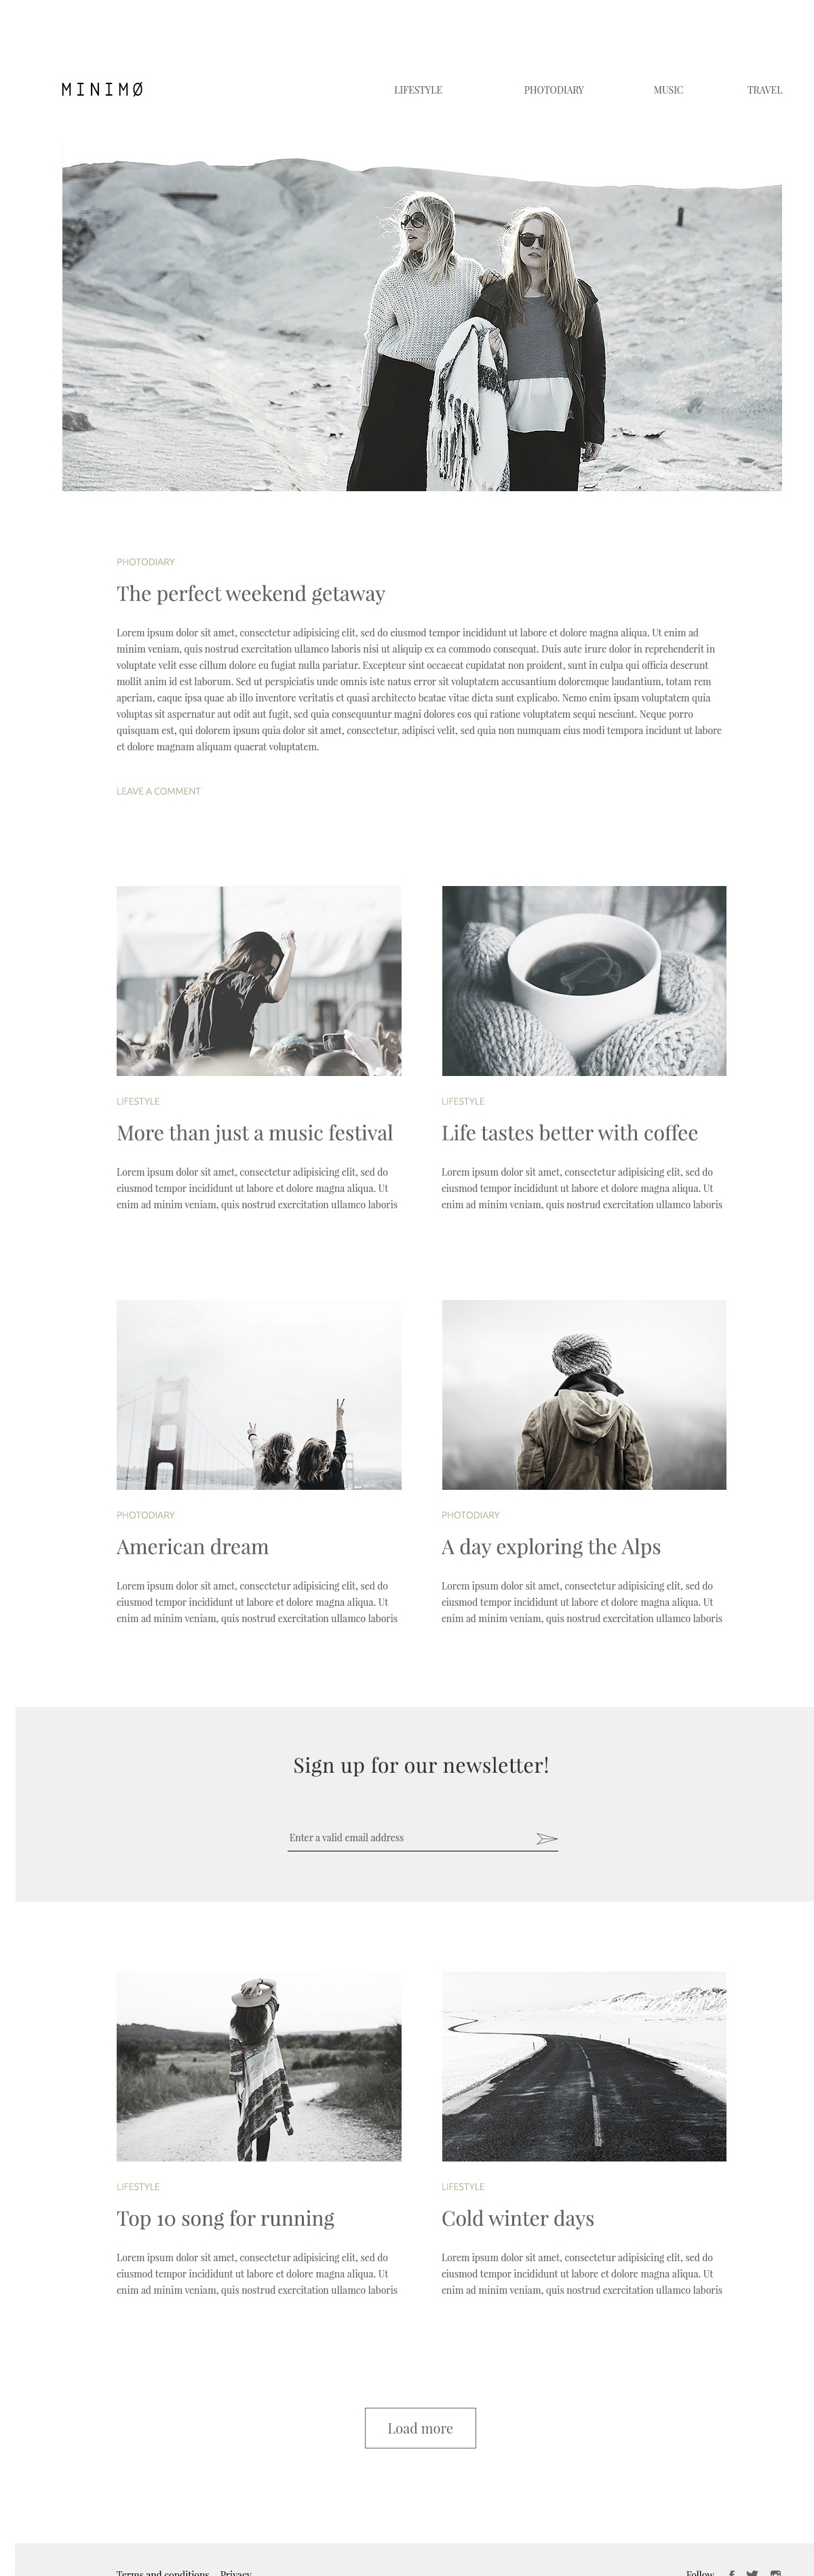 MINIMØ
LIFESTYLE PHOTODIARY MUSIC TRAVEL
PHOTODIARY
The perfect weekend getaway
Lorem ipsum dolor sit amet, consectetur adipisicing elit, sed do eiusmod tempor incididunt ut labore et dolore magna aliqua. Ut enim ad
minim veniam, quis nostrud exercitation ullamco laboris nisi ut aliquip ex ea commodo consequat. Duis aute irure dolor in reprehenderit in
voluptate velit esse cillum dolore eu fugiat nulla pariatur. Excepteur sint occaecat cupidatat non proident, sunt in culpa qui officia deserunt
mollit anim id est laborum. Sed ut perspiciatis unde omnis iste natus error sit voluptatem accusantium doloremque laudantium, totam rem
aperiam, eaque ipsa quae ab illo inventore veritatis et quasi architecto beatae vitae dicta sunt explicabo. Nemo enim ipsam voluptatem quia
voluptas sit aspernatur aut odit aut fugit, sed quia consequuntur magni dolores eos qui ratione voluptatem sequi nesciunt. Neque porro
quisquam est, qui dolorem ipsum quia dolor sit amet, consectetur, adipisci velit, sed quia non numquam eius modi tempora incidunt ut labore
et dolore magnam aliquam quaerat voluptatem.
LEAVE A COMMENT
LIFESTYLE
More than just a music festival
Lorem ipsum dolor sit amet, consectetur adipisicing elit, sed do
eiusmod tempor incididunt ut labore et dolore magna aliqua. Ut
enim ad minim veniam, quis nostrud exercitation ullamco laboris
LIFESTYLE
Life tastes better with coffee
Lorem ipsum dolor sit amet, consectetur adipisicing elit, sed do
eiusmod tempor incididunt ut labore et dolore magna aliqua. Ut
enim ad minim veniam, quis nostrud exercitation ullamco laboris
PHOTODIARY
American dream
Lorem ipsum dolor sit amet, consectetur adipisicing elit, sed do
eiusmod tempor incididunt ut labore et dolore magna aliqua. Ut
enim ad minim veniam, quis nostrud exercitation ullamco laboris
PHOTODIARY
A day exploring the Alps
Lorem ipsum dolor sit amet, consectetur adipisicing elit, sed do
eiusmod tempor incididunt ut labore et dolore magna aliqua. Ut
enim ad minim veniam, quis nostrud exercitation ullamco laboris
Sign up for our newsletter!
Enter a valid email address
LIFESTYLE
Top 10 song for running
Lorem ipsum dolor sit amet, consectetur adipisicing elit, sed do
eiusmod tempor incididunt ut labore et dolore magna aliqua. Ut
enim ad minim veniam, quis nostrud exercitation ullamco laboris
LIFESTYLE
Cold winter days
Lorem ipsum dolor sit amet, consectetur adipisicing elit, sed do
eiusmod tempor incididunt ut labore et dolore magna aliqua. Ut
enim ad minim veniam, quis nostrud exercitation ullamco laboris
Load more
Terms and conditions Privacy Follow